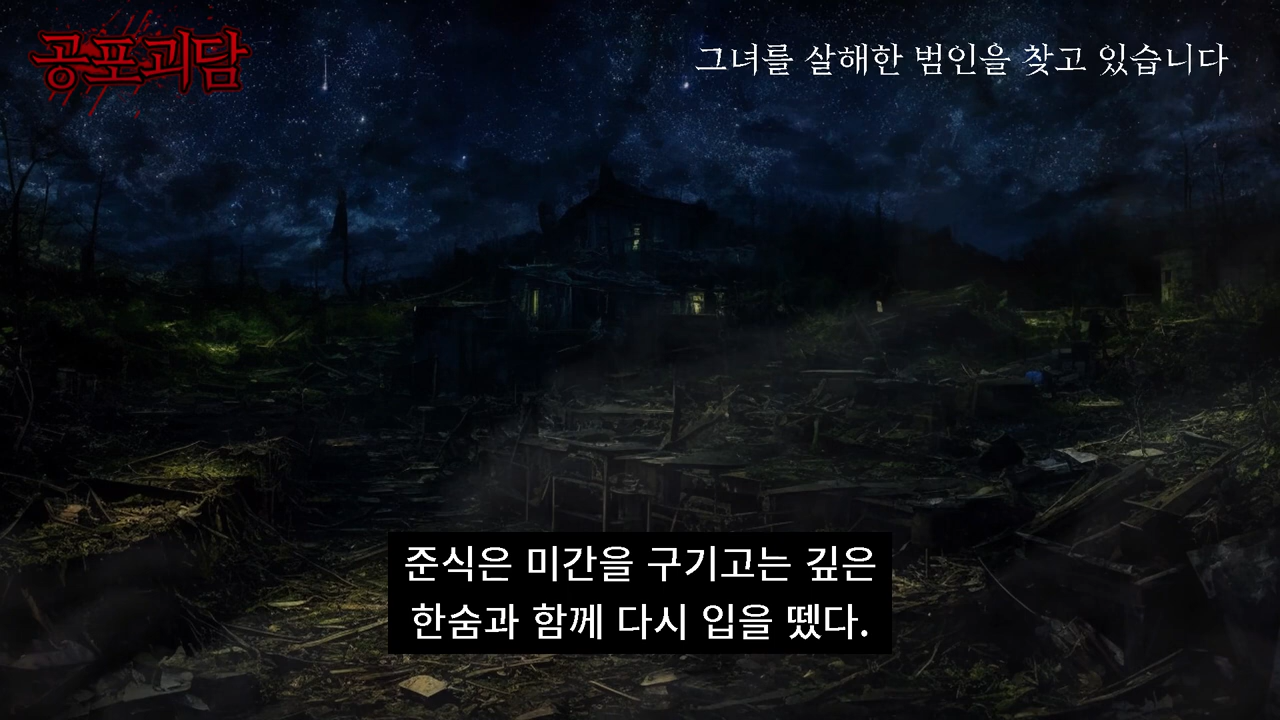 공포괴담
그녀를 살해한 범인을 찾고 있습니다
준식은 미간을 구기고는 깊은
한숨과 함께 다시 입을 뗐다.